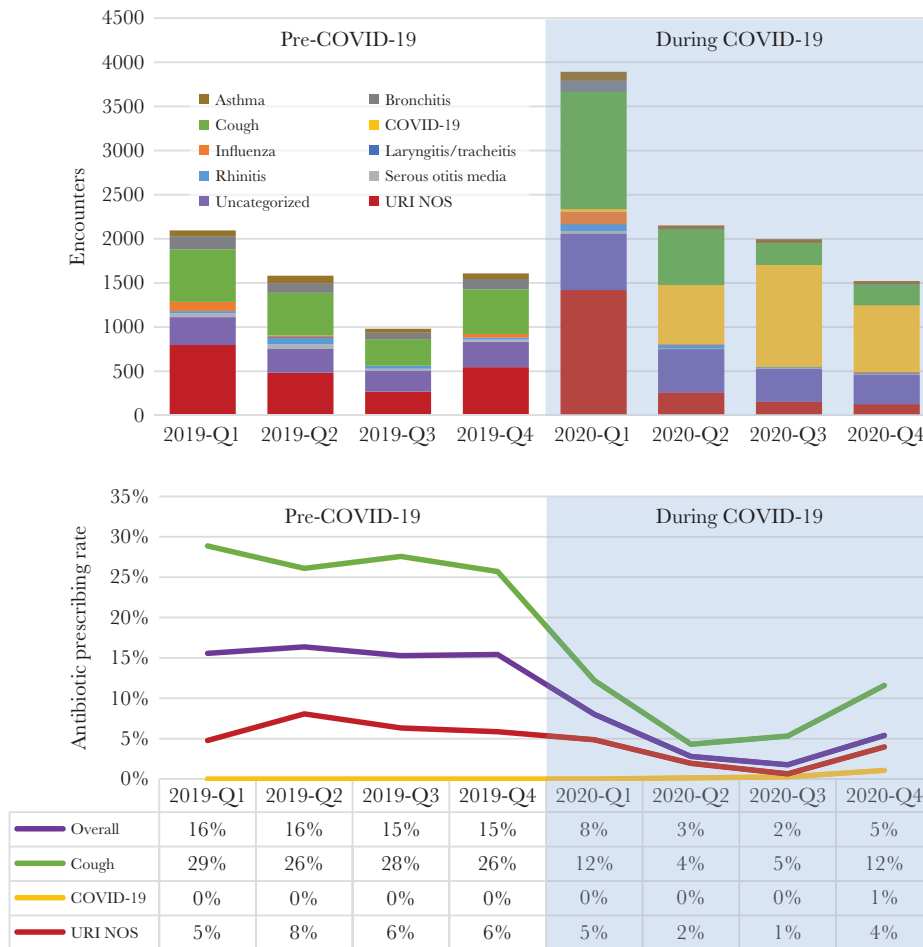 4500
Pre-COVID-19 During COVID-19
4000
3500
Asthma Bronchitis
Cough COVID-19
3000
Influenza Laryngitis/tracheitis
Rhinitis Serous otitis media
2500
Uncategorized URI NOS
Encounters
2000
1500
1000
500
0
2019-Q1 2019-Q2 2019-Q3 2019-Q4 2020-Q1 2020-Q2 2020-Q3 2020-Q4
35%
Pre-COVID-19 During COVID-19
30%
25%
20%
Antibiotic prescribing rate
15%
10%
5%
0%
2019-Q1 2019-Q2 2019-Q3 2019-Q4 2020-Q1 2020-Q2 2020-Q3 2020-Q4
Overall 16% 16% 15% 15% 8% 3% 2% 5%
Cough 29% 26% 28% 26% 12% 4% 5% 12%
COVID-19 0% 0% 0% 0% 0% 0% 0% 1%
URI NOS 5% 8% 6% 6% 5% 2% 1% 4%